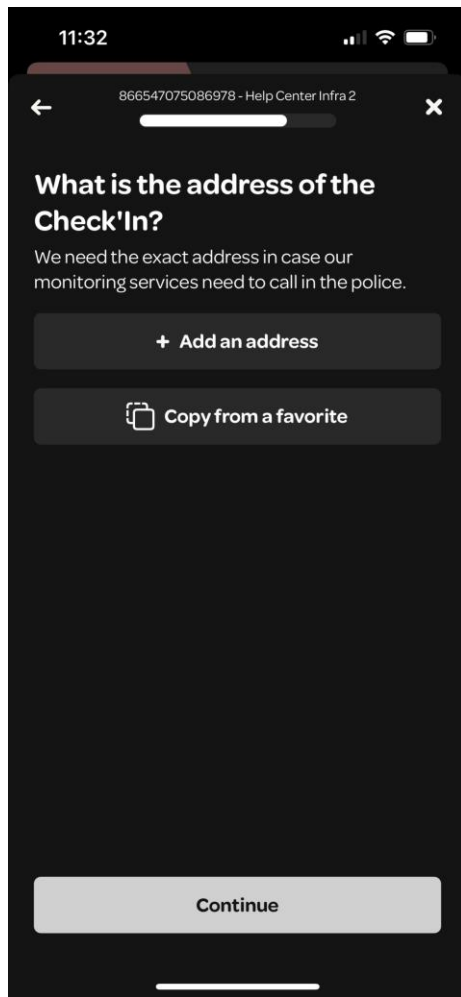 11:32
866547075086978 - Help Center Infra 2
What is the address of the
Check'In?
We need the exact address in case our
monitoring services need to call in the police.
+ Add an address
Copy from a favorite
Continue